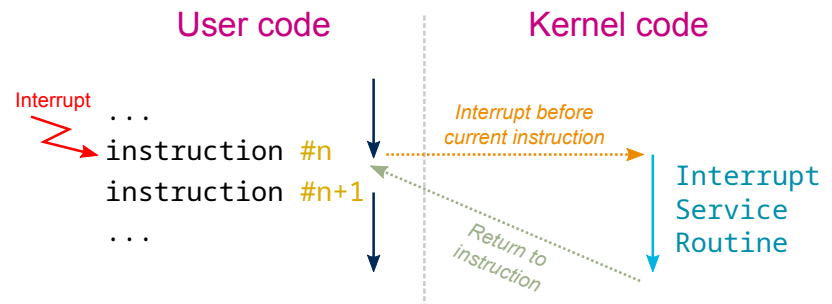 User code
Kernel code
Interrupt
...
instruction #n
instruction #n+1
...
Interrupt before
current instruction
Return to
instruction
Interrupt
Service
Routine